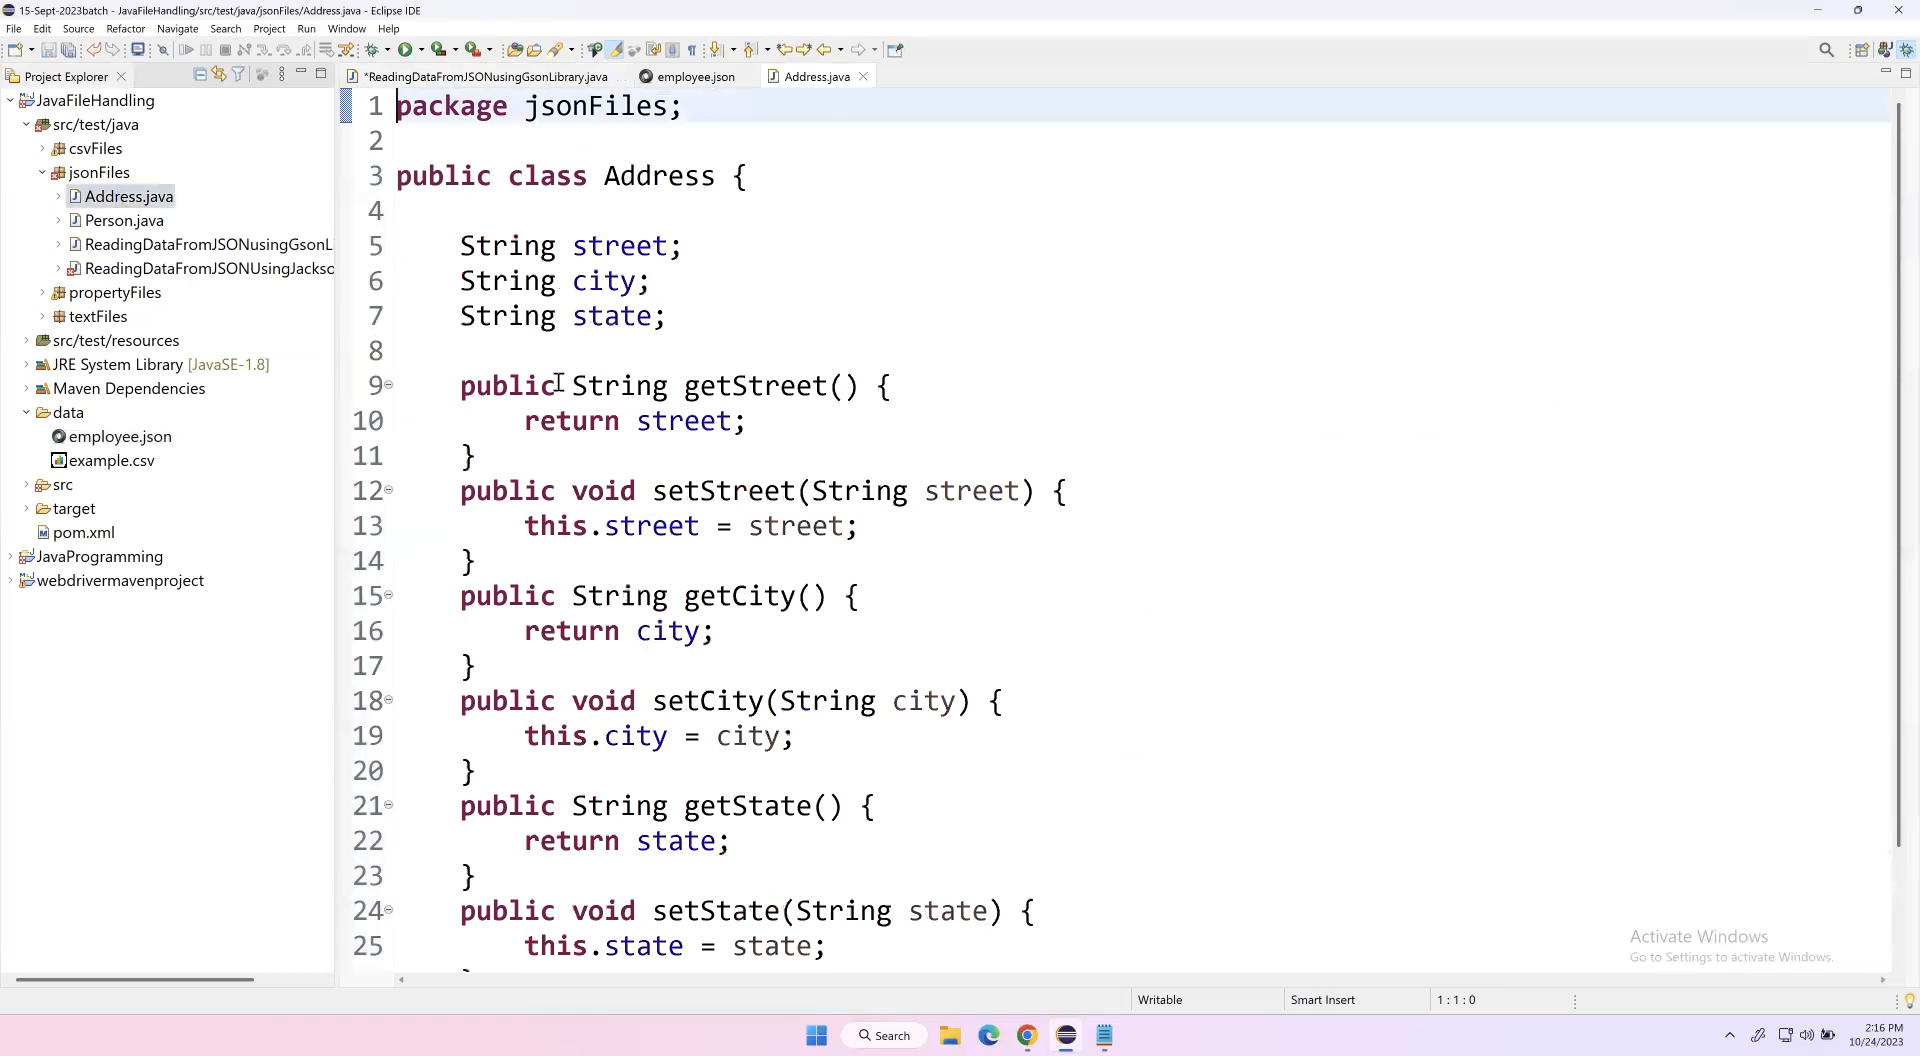 15-Sept-2023batch - JavaFileHandling/src/test/java/jsonFiles/Address.java - Eclipse IDE
File Edit Source Refactor Navigate Search Project Run Window Help
Project Explorer
*ReadingDataFromJSONusingGsonLibrary.java employee.json Address.java
JavaFileHandling
src/test/java
csvFiles
jsonFiles
Address.java
Person.java
ReadingDataFromJSONusingGsonL
ReadingDataFromJSONUsingJackso
propertyFiles
textFiles
src/test/resources
JRE System Library [JavaSE-1.8]
Maven Dependencies
data
employee.json
example.csv
src
target
pom.xml
JavaProgramming
webdrivermavenproject
1 package jsonFiles;
2
3 public class Address {
4
5 String street;
6 String city;
7 String state;
8
9 public String getStreet() {
10 return street;
11 }
12 public void setStreet(String street) {
13 this.street = street;
14 }
15 public String getCity() {
16 return city;
17 }
18 public void setCity(String city) {
19 this.city = city;
20 }
21 public String getState() {
22 return state;
23 }
24 public void setState(String state) {
25 this.state = state;
Activate Windows
Go to Settings to activate Windows.
Writable Smart Insert 1 : 1 : 0
Search
2:16 PM
10/24/2023